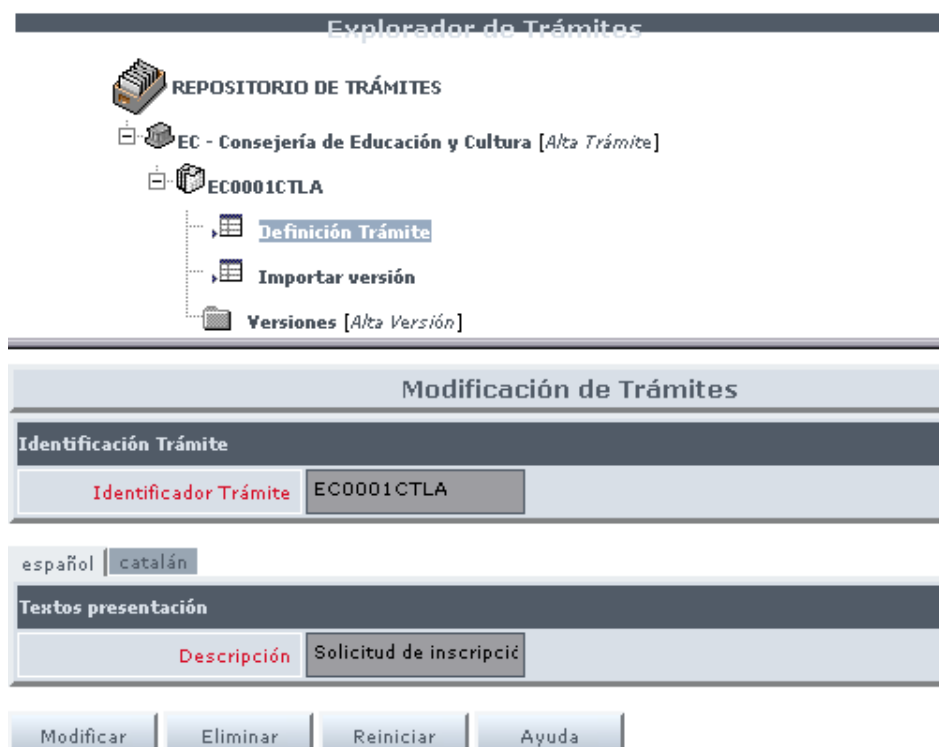 Explorador de Trámites
REPOSITORIO DE TRÁMITES
EC - Consejería de Educación y Cultura [Alta Trámite]
EC0001CTLA
Definición Trámite
Importar versión
Versiones [Alta Versión]
Modificación de Trámites
Identificación Trámite
Identificador Trámite EC0001CTLA
español catalán
Textos presentación
Descripción Solicitud de inscripció
Modificar Eliminar Reiniciar Ayuda